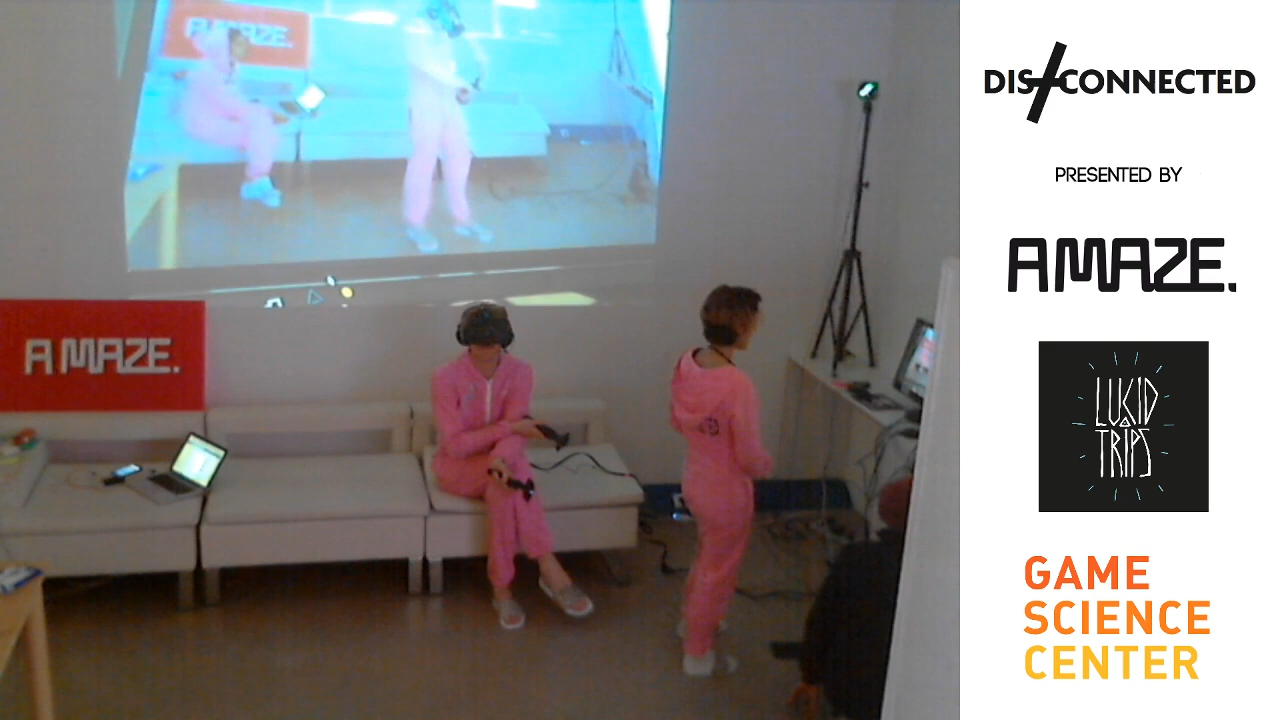 A MAZE.
A MAZE.
DIS/CONNECTED
PRESENTED BY
A MAZE.
LUCID
TRIPS
GAME
SCIENCE
CENTER